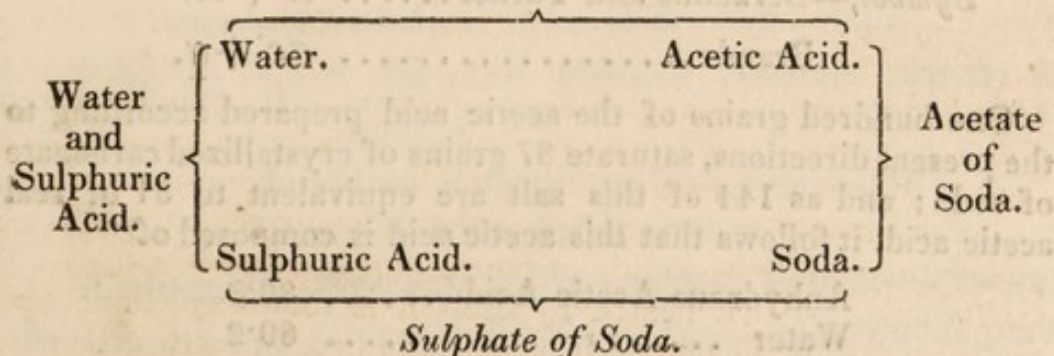 Water.
Acetic Acid.
Water
and
Sulphuric
Acid.
Acetate
of
Soda.
Sulphuric Acid.
Soda.
Sulphate of Soda.